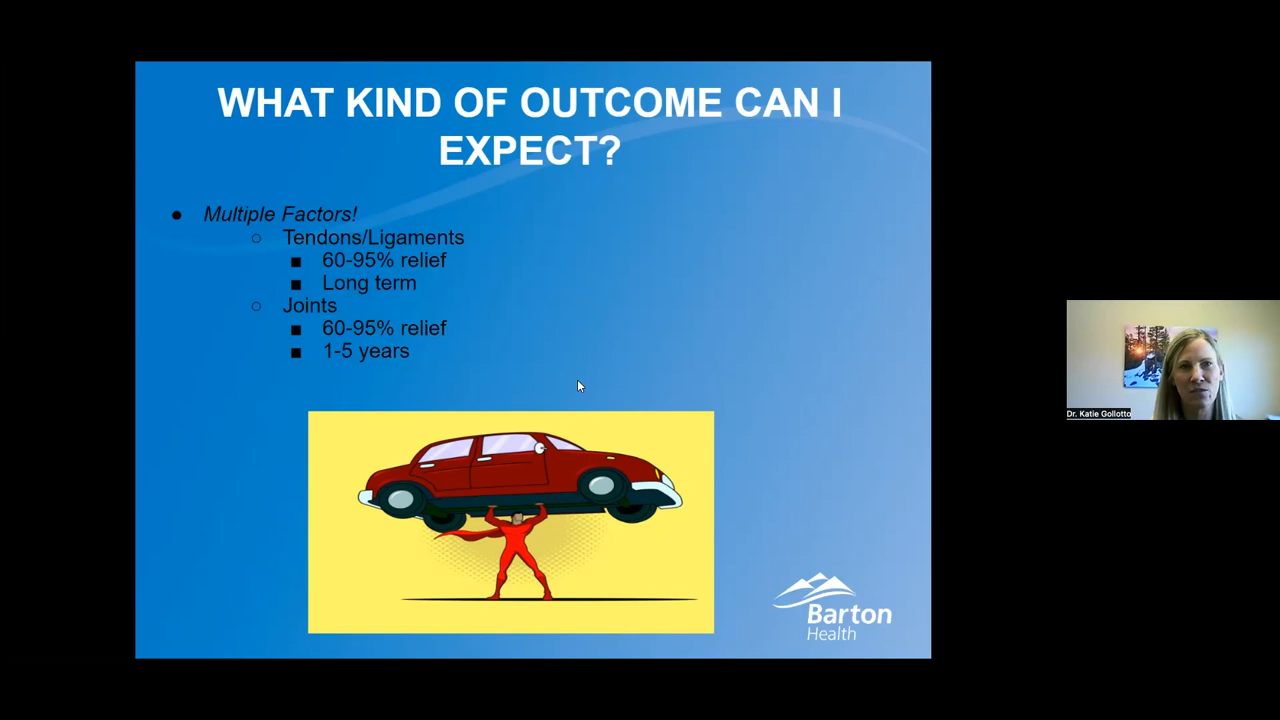 WHAT KIND OF OUTCOME CAN I
EXPECT?
● Multiple Factors!
○ Tendons/Ligaments
■ 60-95% relief
■ Long term
○ Joints
■ 60-95% relief
■ 1-5 years
Barton
Health
Dr. Katie Gollotto